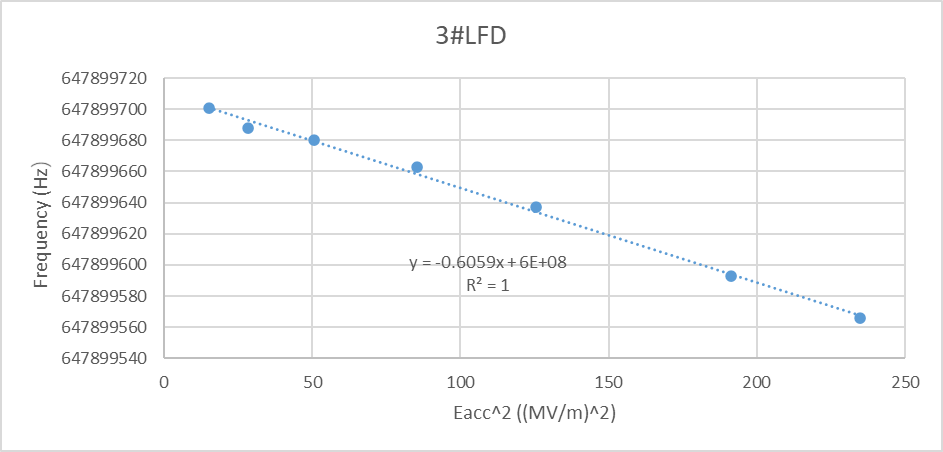 3#LFD
647899720
647899700
647899680
647899660
647899640
647899620
647899600
647899580
647899560
647899540
Frequency (Hz)
y = -0.6059x + 6E+08
R² = 1
0 50 100 150 200 250
Eacc^2 ((MV/m)^2)